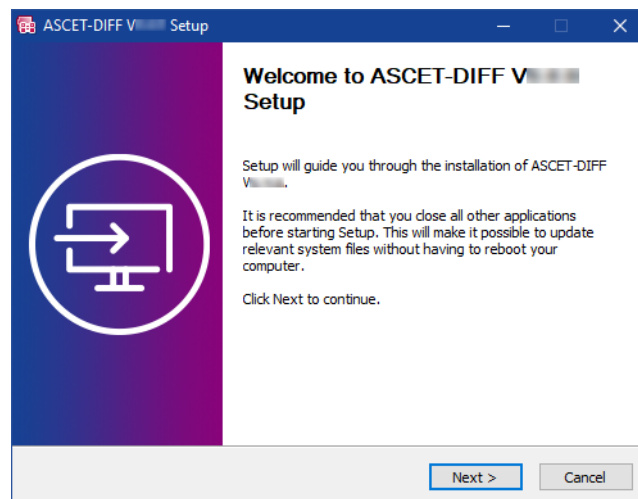 ASCET-DIFF V Setup
Welcome to ASCET-DIFF V
Setup
Setup will guide you through the installation of ASCET-DIFF
V
It is recommended that you close all other applications
before starting Setup. This will make it possible to update
relevant system files without having to reboot your
computer.
Click Next to continue.
Next >
Cancel